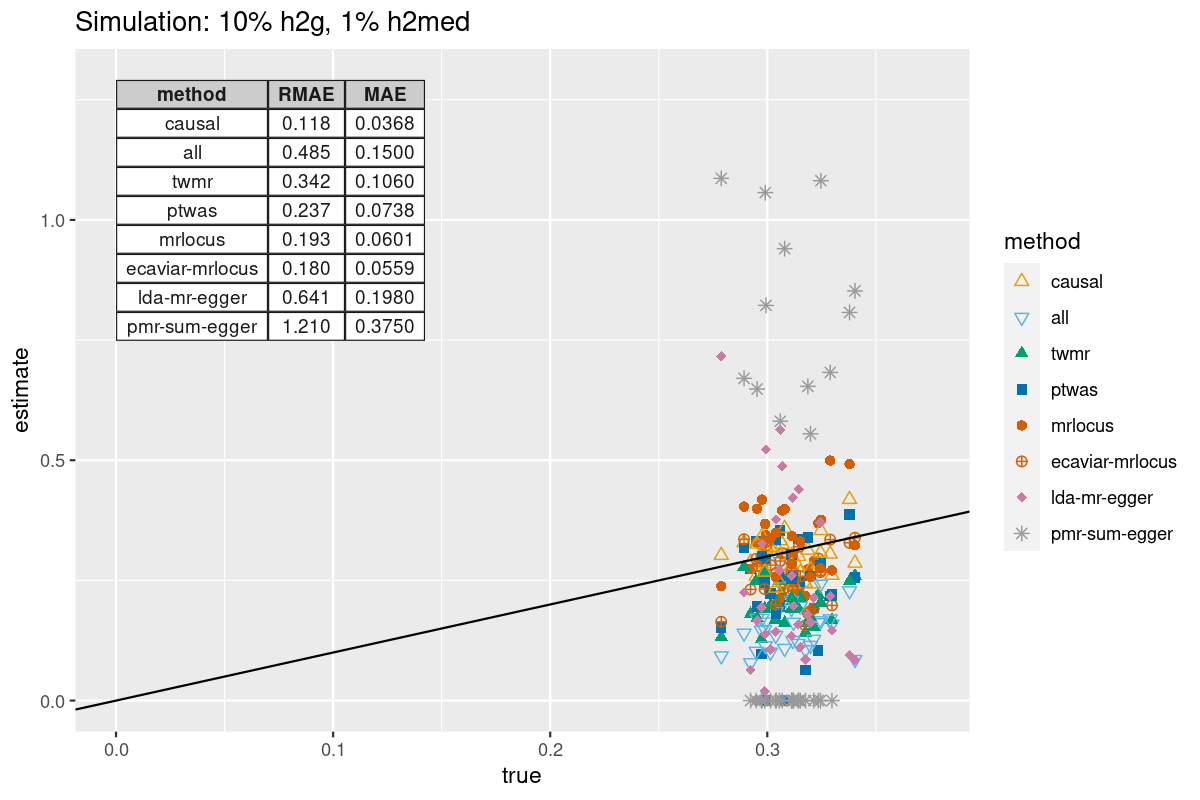 Simulation: 10% h2g, 1% h2med
method RMAE MAE
causal 0.118 0.0368
all 0.485 0.1500
twmr 0.342 0.1060
ptwas 0.237 0.0738
mrlocus 0.193 0.0601
ecaviar-mrlocus 0.180 0.0559
lda-mr-egger 0.641 0.1980
pmr-sum-egger 1.210 0.3750
estimate
1.0
0.5
0.0
0.0 0.1 0.2 0.3
true
method
causal
all
twmr
ptwas
mrlocus
ecaviar-mrlocus
lda-mr-egger
pmr-sum-egger